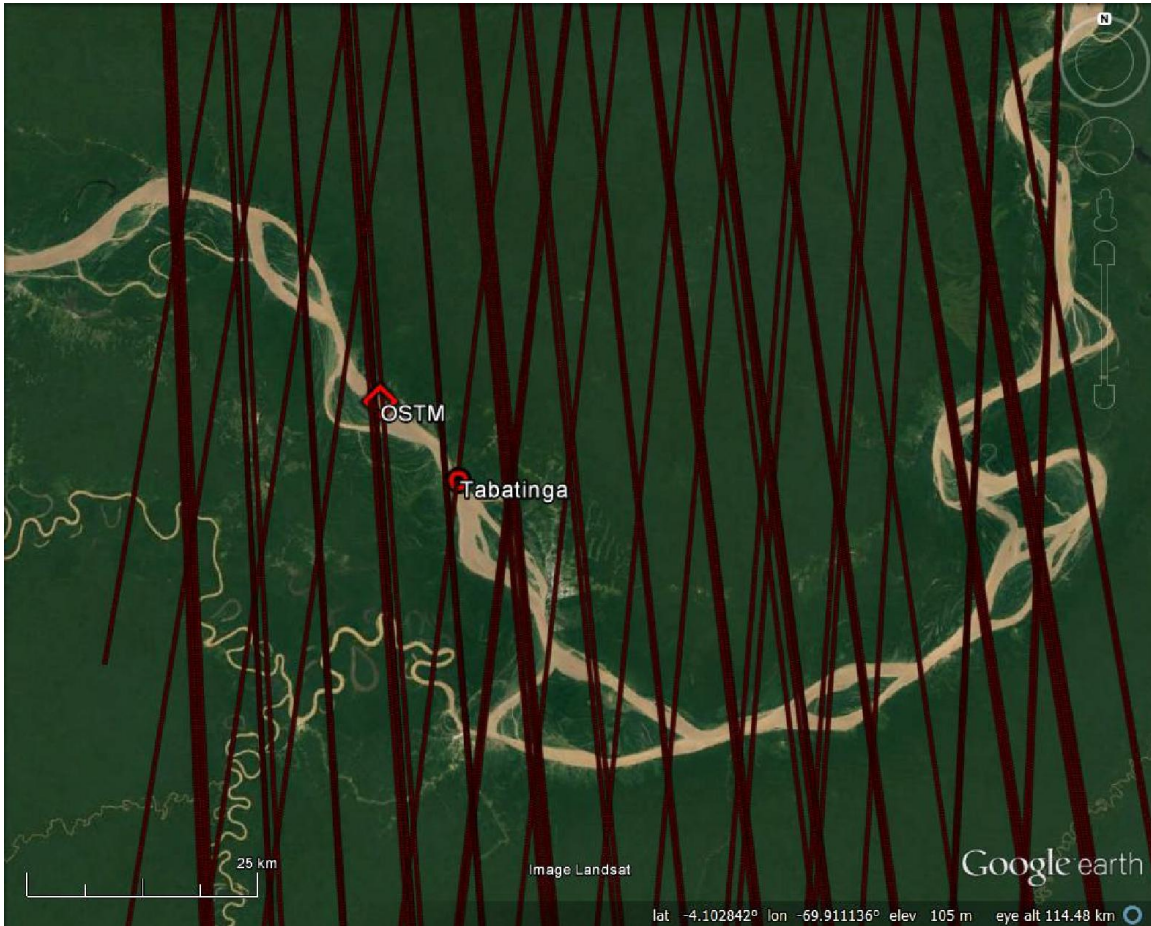 N
OSTM
Tabatinga
25 km
Image Landsat
Google earth
lat -4.102842° lon -69.911136° elev 105 m eye alt 114.48 km